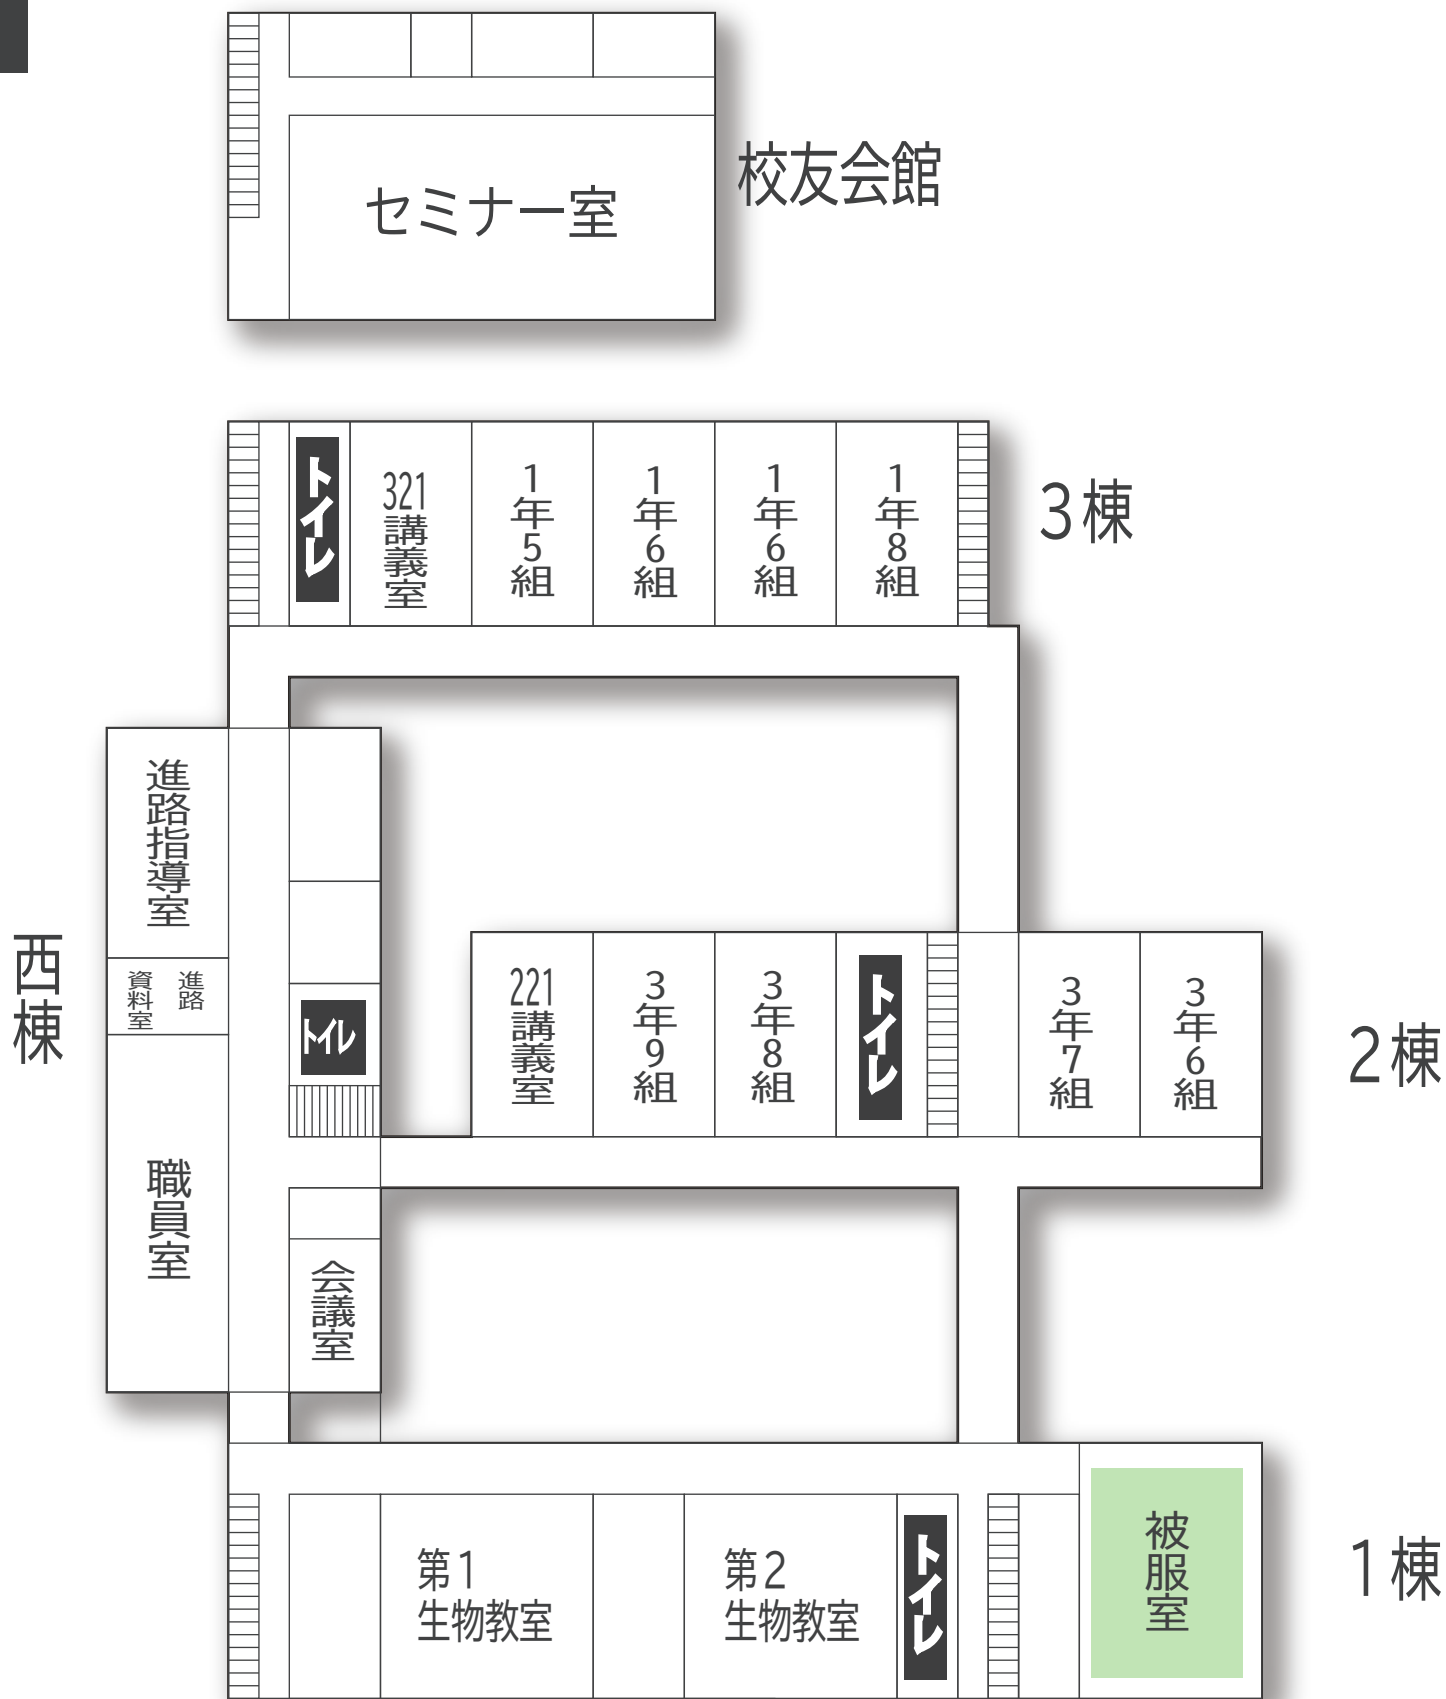 セミナー室
校友会館
トイレ
321講義室
1年5組
1年6組
1年6組
1年8組
3棟
進路指導室
進路
資料室
西棟
トイレ
職員室
会議室
221講義室
3年9組
3年8組
トイレ
3年7組
3年6組
2棟
第1
生物教室
第2
生物教室
トイレ
被服室
1棟